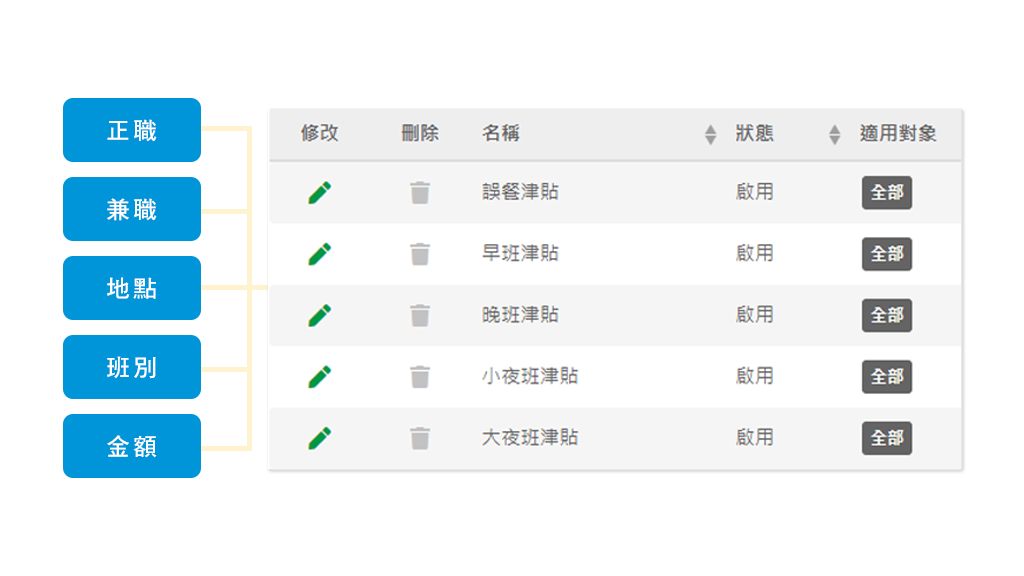 正職
兼職
地點
班別
金額
修改 刪除 名稱 狀態 適用對象
誤餐津貼 啟用 全部
早班津貼 啟用 全部
晚班津貼 啟用 全部
小夜班津貼 啟用 全部
大夜班津貼 啟用 全部